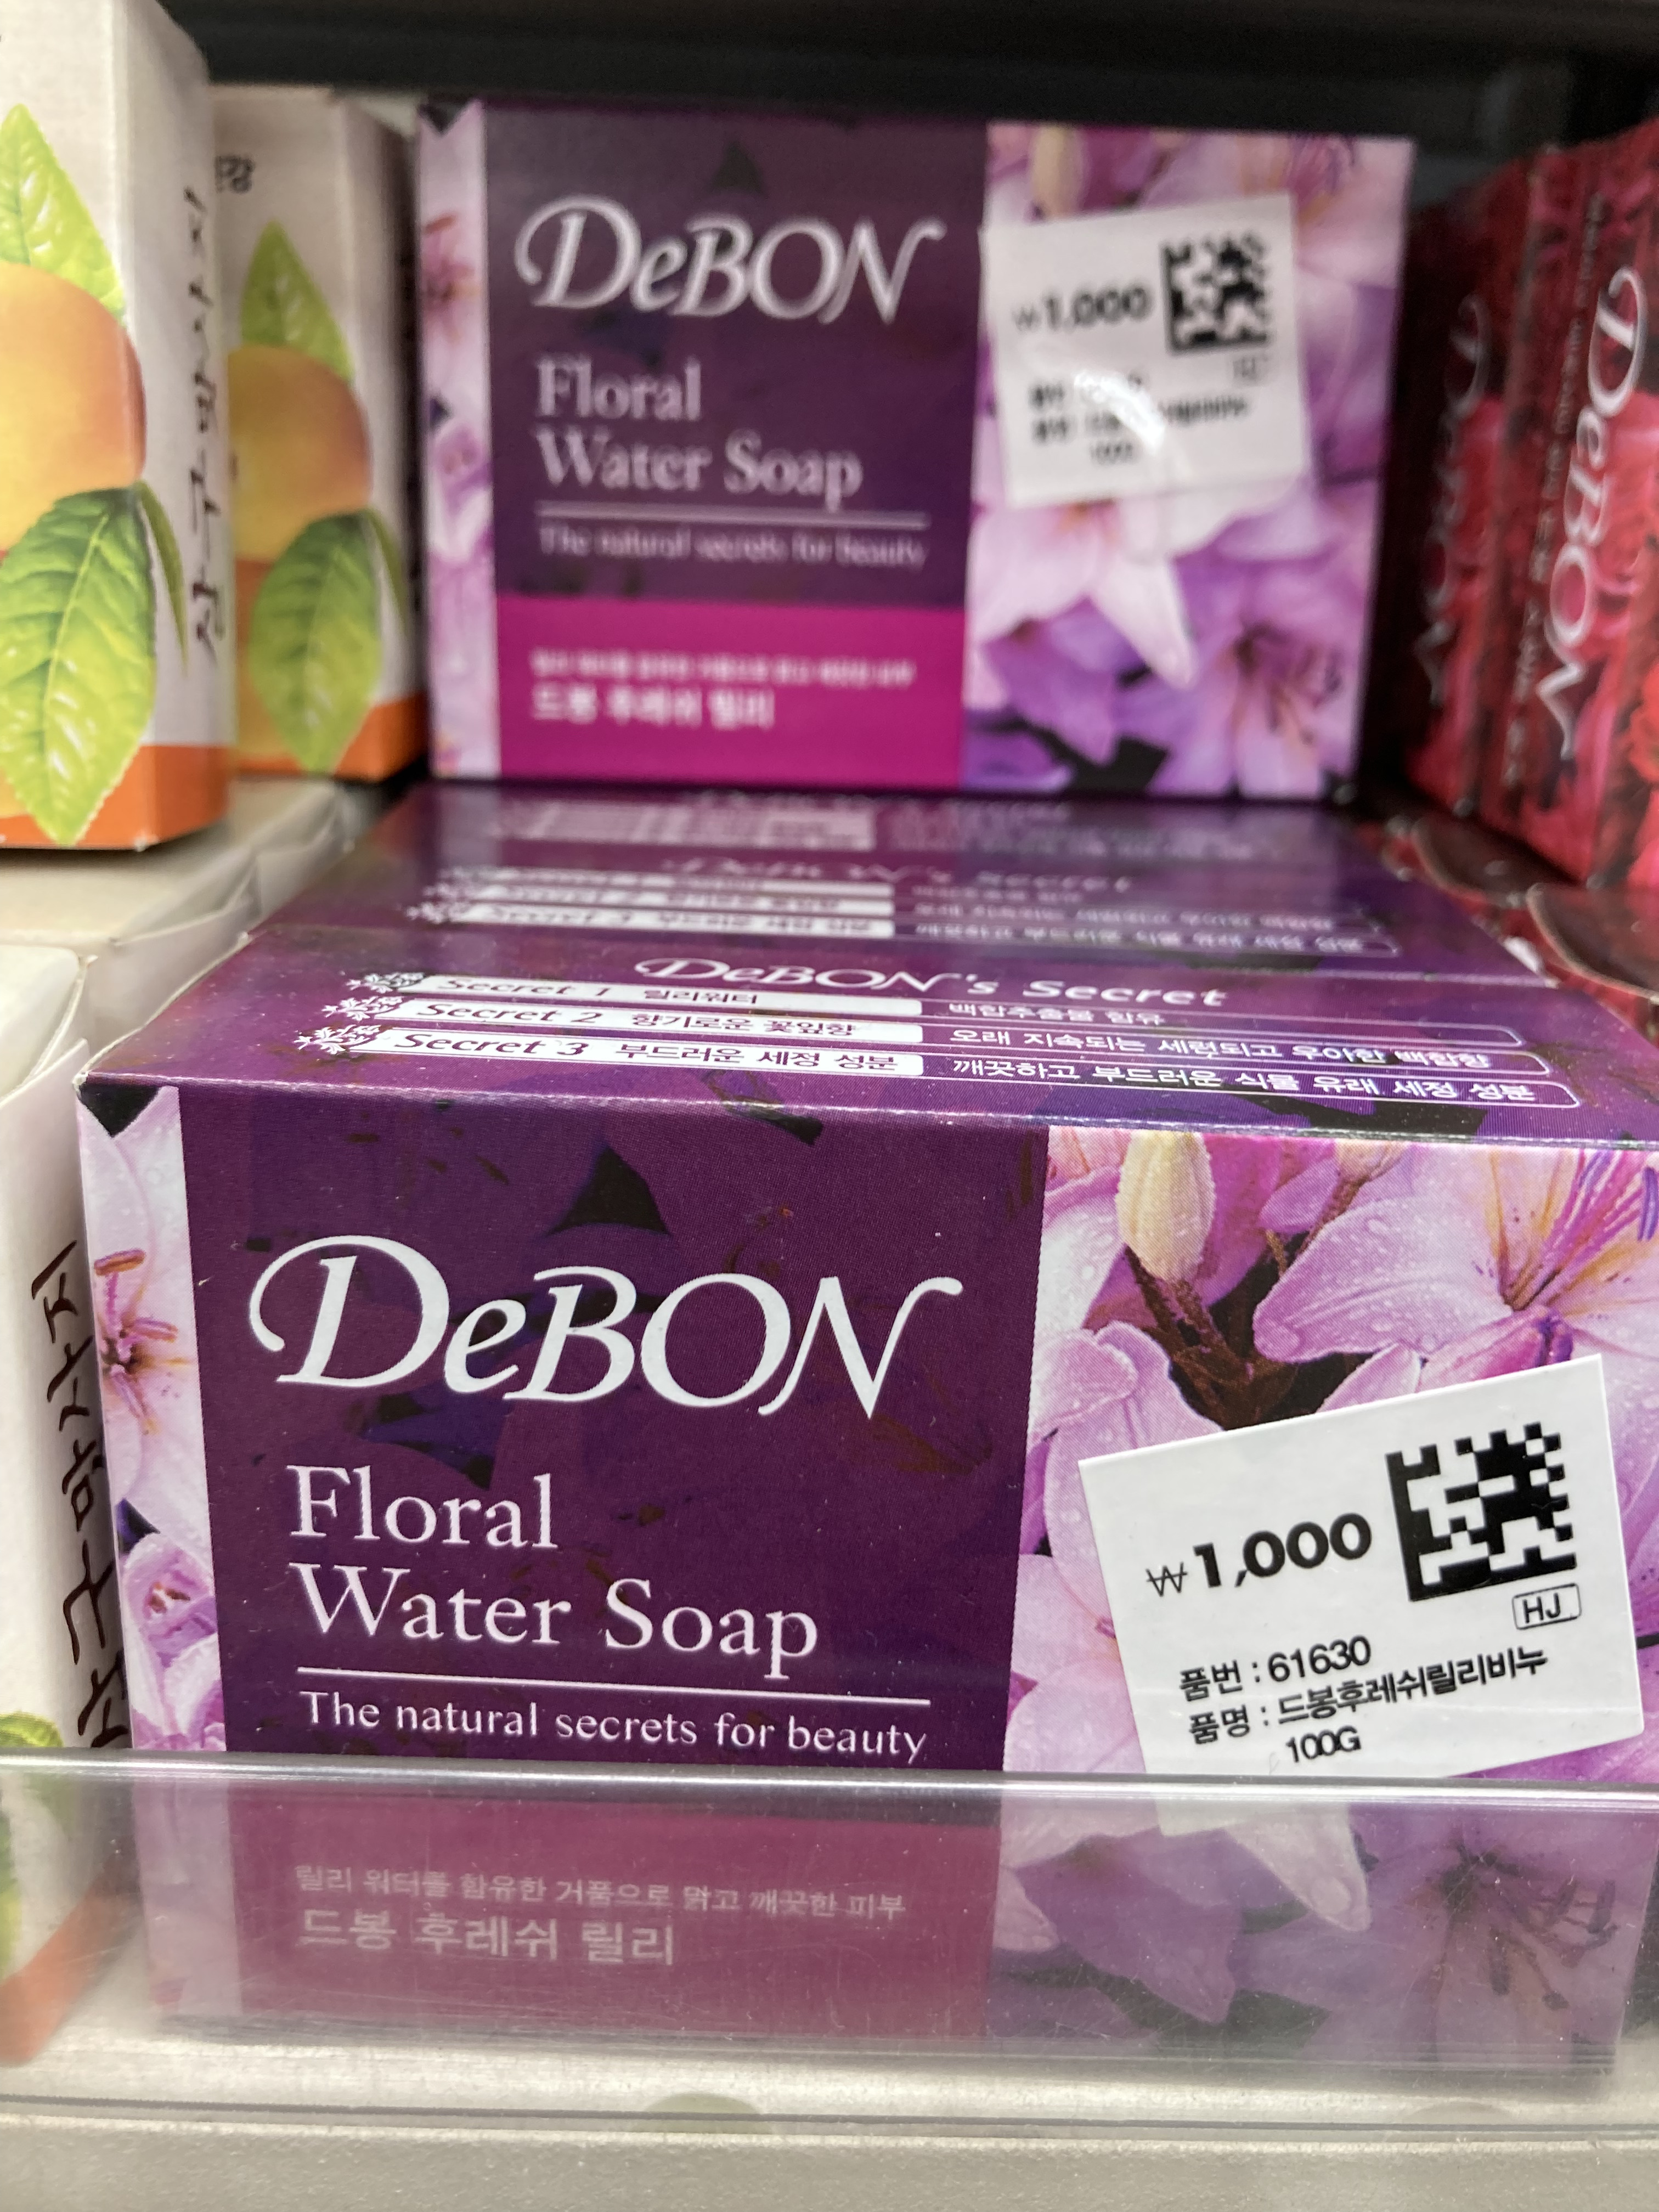 DeBON
Floral
Water Soap
The natural secrets for beauty
드봉 후레쉬 릴리
₩1,000
DeBON
DeBON's Secret
Secret 1 릴리워터 백합추출물 함유
Secret 2 향기로운 꽃잎향 오래 지속되는 세련되고 우아한 백합향
Secret 3 부드러운 세정 성분 깨끗하고 부드러운 식물 유래 세정 성분
DeBON
Floral
Water Soap
The natural secrets for beauty
릴리 워터를 함유한 거품으로 맑고 깨끗한 피부
드봉 후레쉬 릴리
₩1,000
HJ
품번 : 61630
품명 : 드봉후레쉬릴리비누
100G
살구마사지